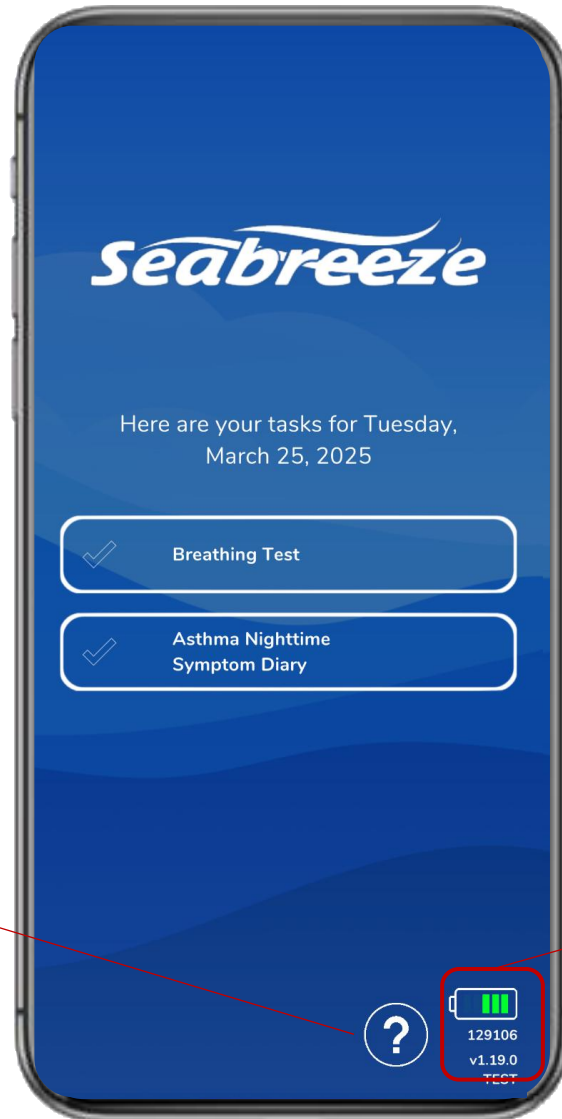 Seabreeze
Here are your tasks for Tuesday,
March 25, 2025
Breathing Test
Asthma Nighttime
Symptom Diary
?
129106
v1.19.0
TEST